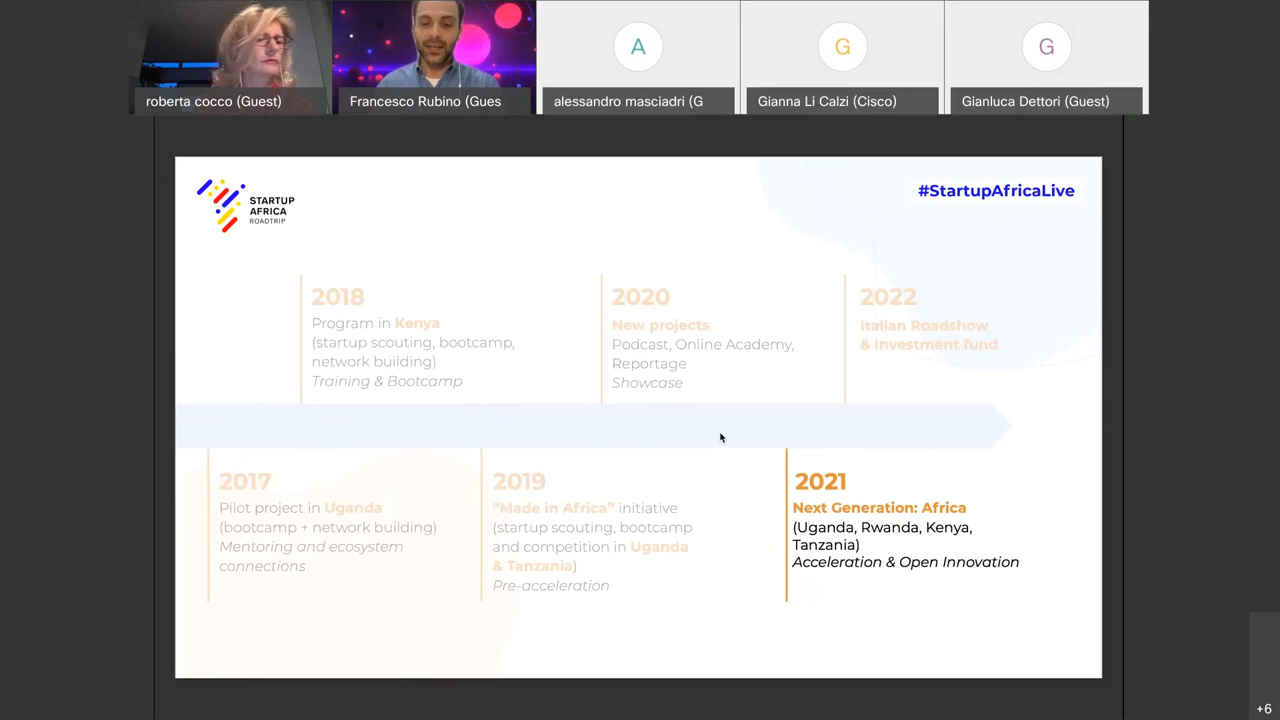 roberta cocco (Guest)
Francesco Rubino (Gues
A
alessandro masciadri (G
G
Gianna Li Calzi (Cisco)
G
Gianluca Dettori (Guest)
STARTUP
AFRICA
ROADTRIP
#StartupAfricaLive
2018
Program in Kenya
(startup scouting, bootcamp,
network building)
Training & Bootcamp
2020
New projects
Podcast, Online Academy,
Reportage
Showcase
2022
Italian Roadshow
& Investment fund
2017
Pilot project in Uganda
(bootcamp + network building)
Mentoring and ecosystem
connections
2019
“Made in Africa” initiative
(startup scouting, bootcamp
and competition in Uganda
& Tanzania)
Pre-acceleration
2021
Next Generation: Africa
(Uganda, Rwanda, Kenya,
Tanzania)
Acceleration & Open Innovation
+6